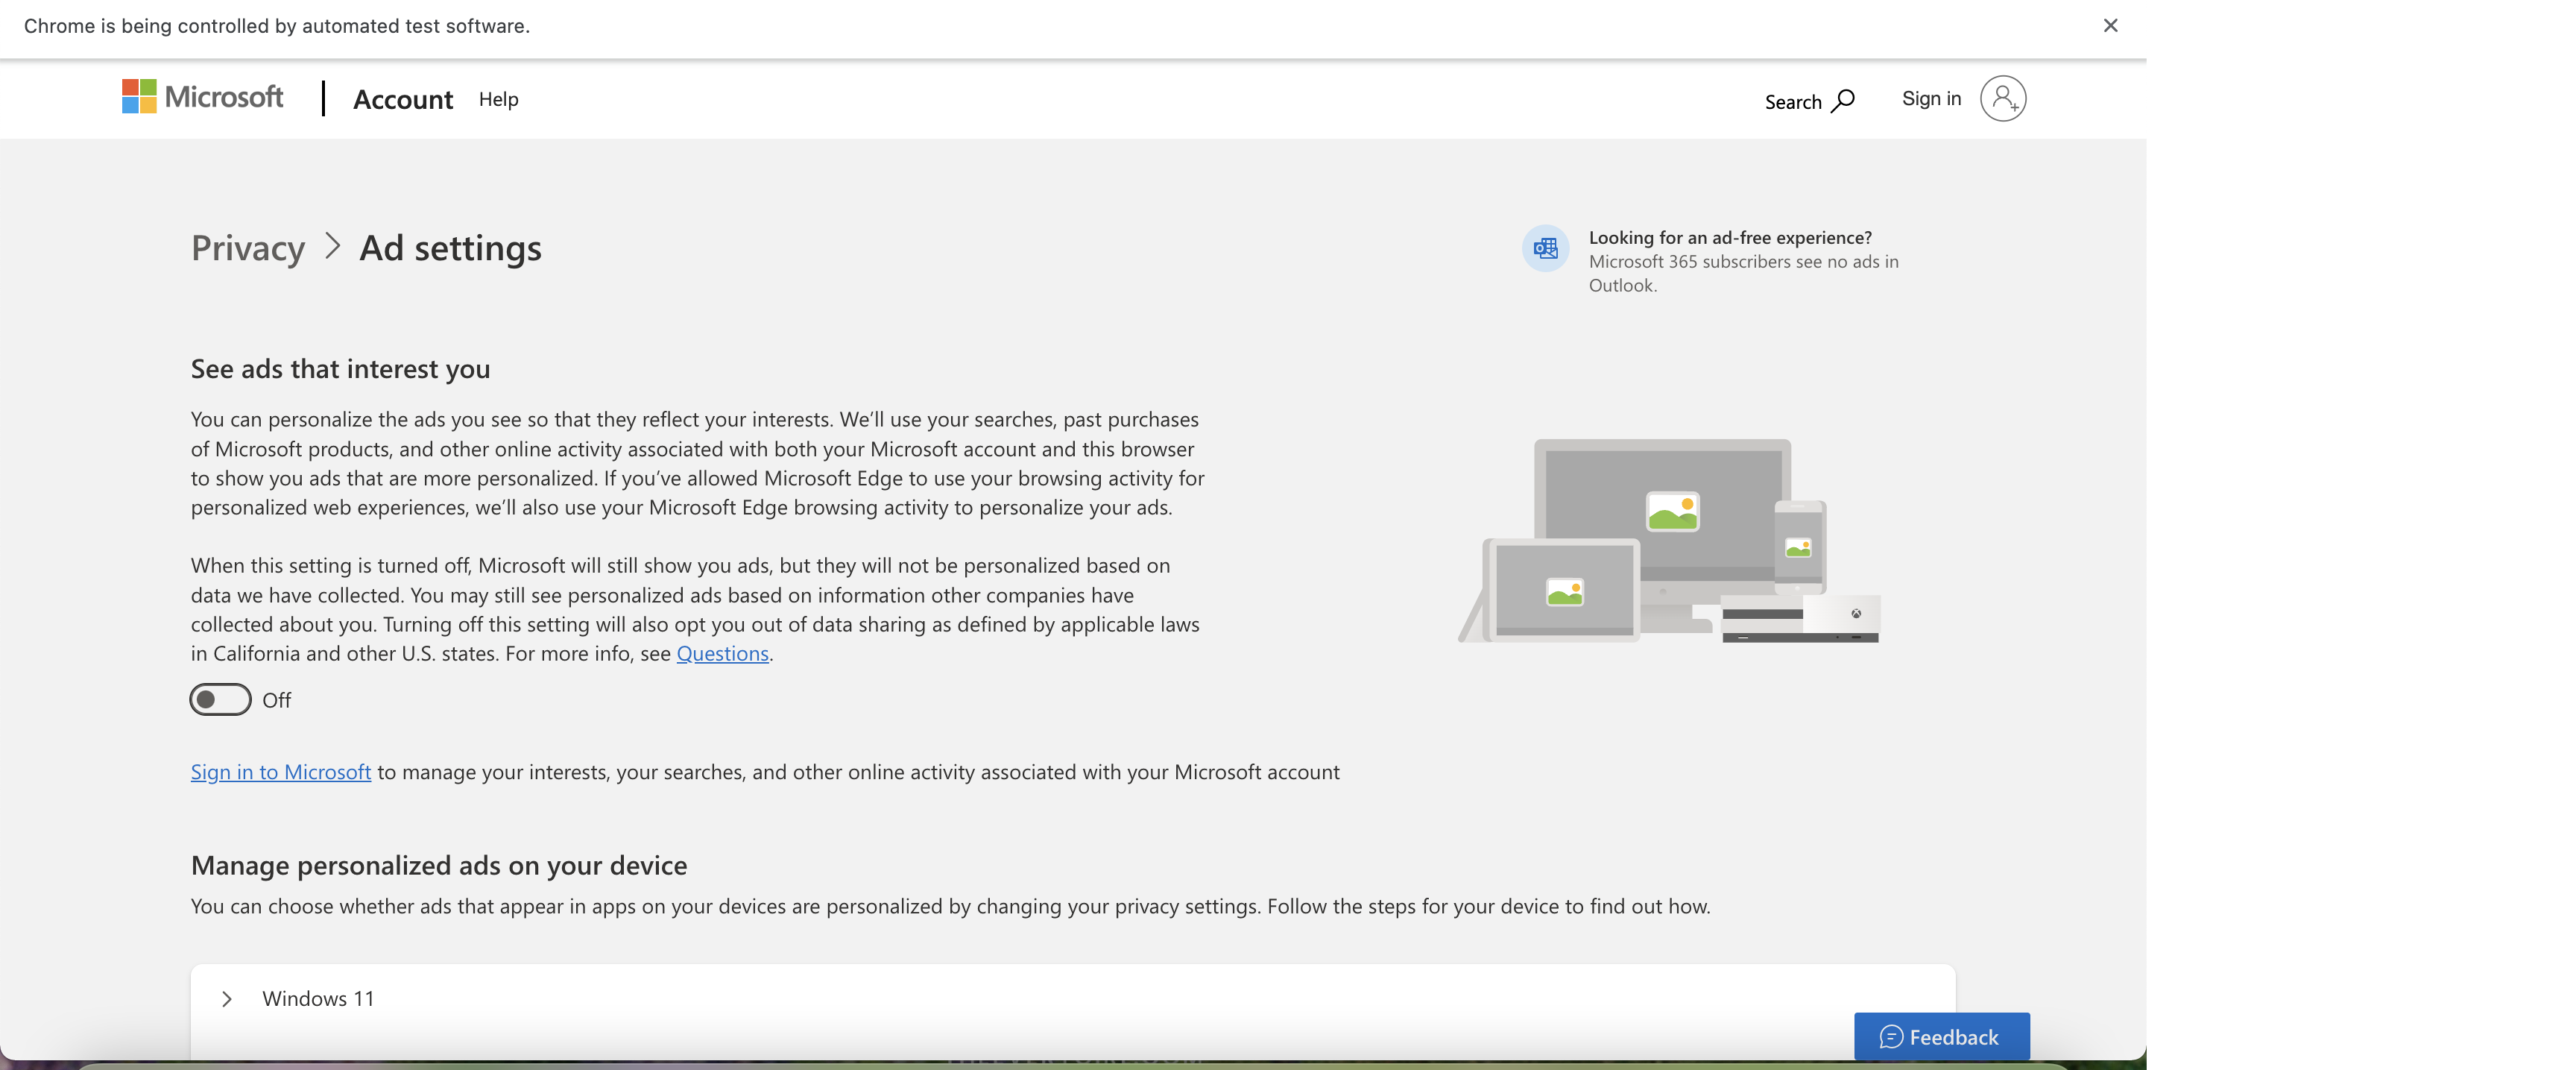 Chrome is being controlled by automated test software.
Microsoft
Account
Help
Search
Sign in
Privacy
Ad settings
Looking for an ad-free experience?
Microsoft 365 subscribers see no ads in
Outlook.
See ads that interest you
You can personalize the ads you see so that they reflect your interests. We'll use your searches, past purchases
of Microsoft products, and other online activity associated with both your Microsoft account and this browser
to show you ads that are more personalized. If you've allowed Microsoft Edge to use your browsing activity for
personalized web experiences, we'll also use your Microsoft Edge browsing activity to personalize your ads.
When this setting is turned off, Microsoft will still show you ads, but they will not be personalized based on
data we have collected. You may still see personalized ads based on information other companies have
collected about you. Turning off this setting will also opt you out of data sharing as defined by applicable laws
in California and other U.S. states. For more info, see Questions.
Off
Sign in to Microsoft to manage your interests, your searches, and other online activity associated with your Microsoft account
Manage personalized ads on your device
You can choose whether ads that appear in apps on your devices are personalized by changing your privacy settings. Follow the steps for your device to find out how.
Windows 11
Feedback